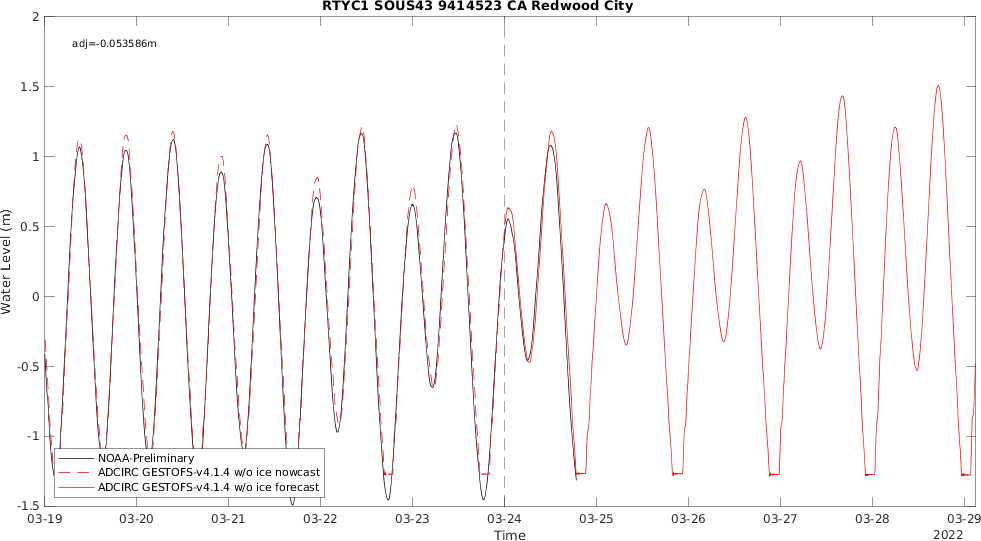 RTYC1 SOUS43 9414523 CA Redwood City
2
adj=-0.053586m
1.5
1
0.5
0
-0.5
-1
-1.5
Water Level (m)
NOAA-Preliminary
ADCIRC GESTOFS-v4.1.4 w/o ice nowcast
ADCIRC GESTOFS-v4.1.4 w/o ice forecast
03-19 03-20 03-21 03-22 03-23 03-24 03-25 03-26 03-27 03-28 03-29
Time 2022